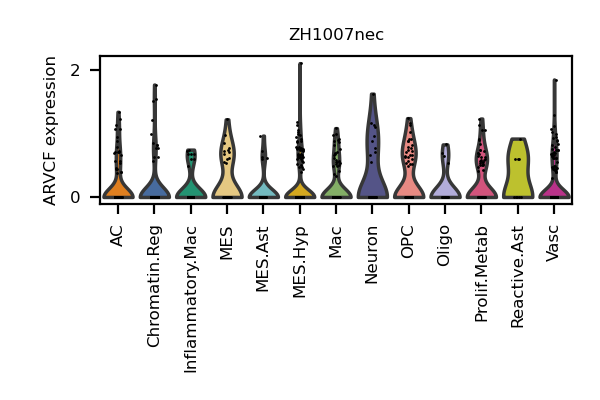 ZH1007nec
ARVCF expression
2
0
AC
Chromatin.Reg
Inflammatory.Mac
MES
MES.Ast
MES.Hyp
Mac
Neuron
OPC
Oligo
Prolif.Metab
Reactive.Ast
Vasc